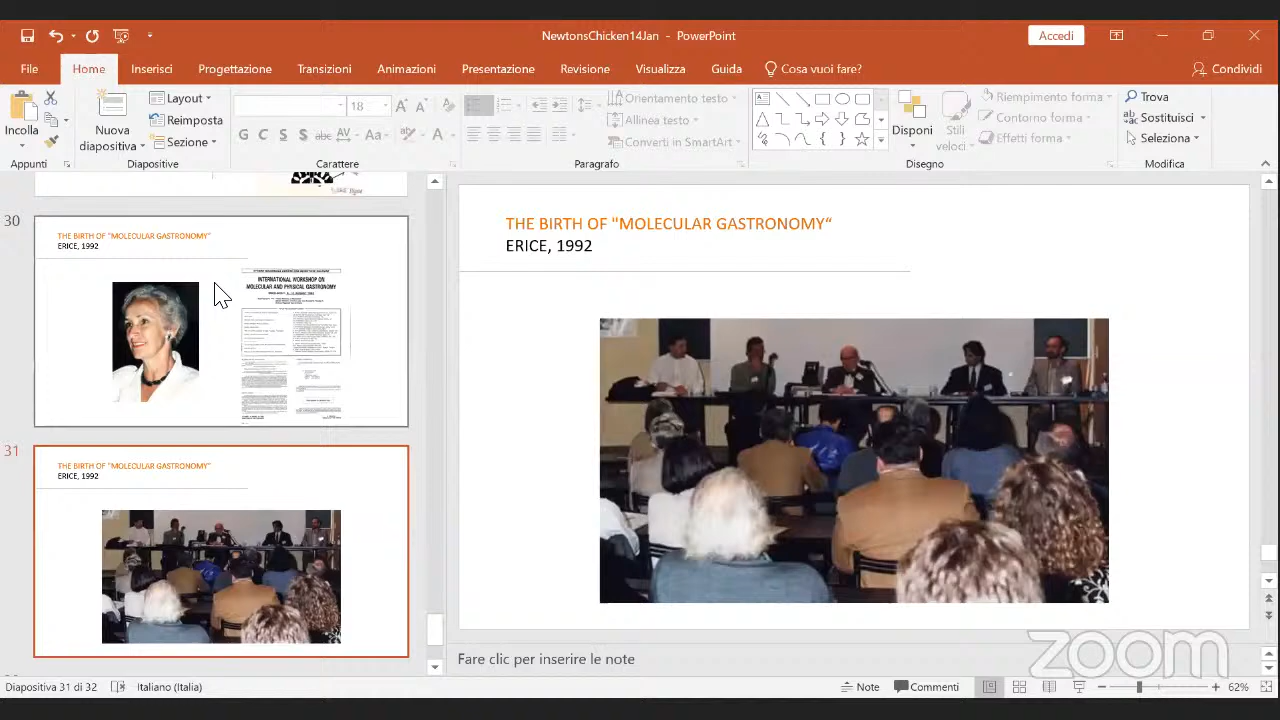 NewtonsChicken14Jan - PowerPoint
Accedi
File Home Inserisci Progettazione Transizioni Animazioni Presentazione Revisione Visualizza Guida Cosa vuoi fare? Condividi
Incolla
Appunti
Nuova diapositiva
Layout
Reimposta
Sezione
Diapositive
18
G C S S abc AV Aa A
Carattere
Orientamento testo
Allinea testo
Converti in SmartArt
Paragrafo
Disponi
Stili veloci
Riempimento forma
Contorno forma
Effetti forma
Disegno
Trova
Sostituisci
Seleziona
Modifica
30
THE BIRTH OF "MOLECULAR GASTRONOMY"
ERICE, 1992
INTERNATIONAL WORKSHOP ON
MOLECULAR AND PHYSICAL GASTRONOMY
31
THE BIRTH OF "MOLECULAR GASTRONOMY"
ERICE, 1992
THE BIRTH OF "MOLECULAR GASTRONOMY“
ERICE, 1992
Fare clic per inserire le note
zoom
Diapositiva 31 di 32 Italiano (Italia) Note Commenti 62%